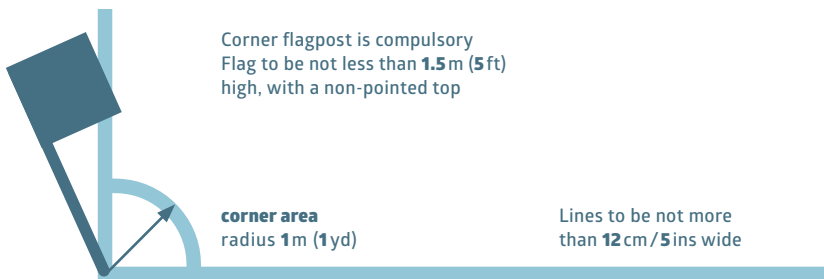 Corner flagpost is compulsory
Flag to be not less than 1.5 m (5 ft)
high, with a non-pointed top
corner area
radius 1 m (1 yd)
Lines to be not more
than 12 cm/5 ins wide